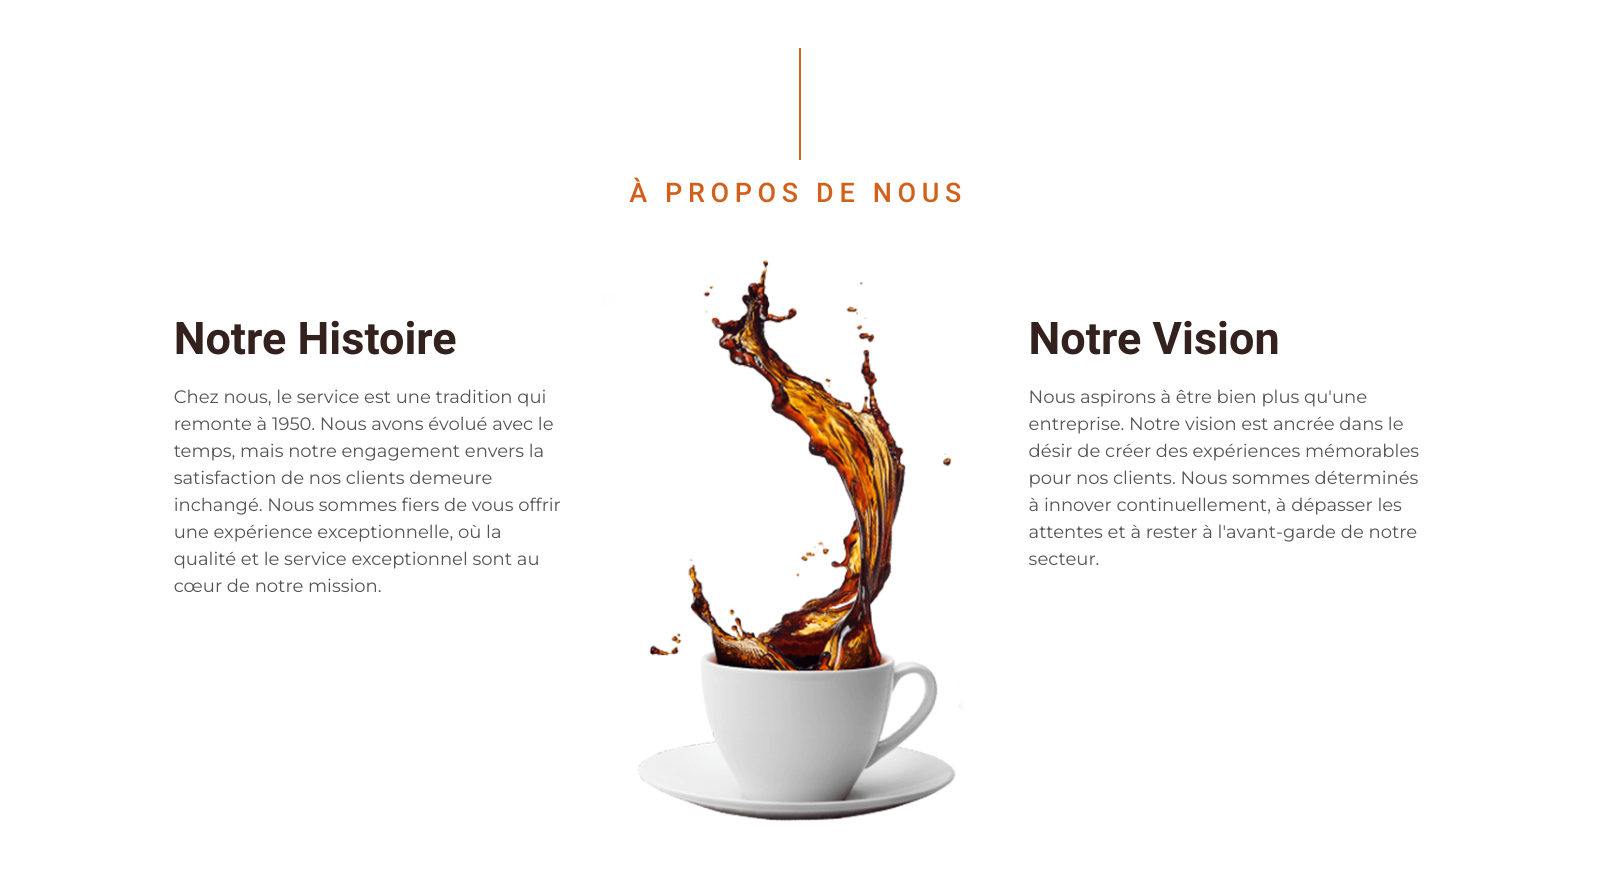 À PROPOS DE NOUS
Notre Histoire
Chez nous, le service est une tradition qui
remonte à 1950. Nous avons évolué avec le
temps, mais notre engagement envers la
satisfaction de nos clients demeure
inchangé. Nous sommes fiers de vous offrir
une expérience exceptionnelle, où la
qualité et le service exceptionnel sont au
cœur de notre mission.
Notre Vision
Nous aspirons à être bien plus qu'une
entreprise. Notre vision est ancrée dans le
désir de créer des expériences mémorables
pour nos clients. Nous sommes déterminés
à innover continuellement, à dépasser les
attentes et à rester à l'avant-garde de notre
secteur.